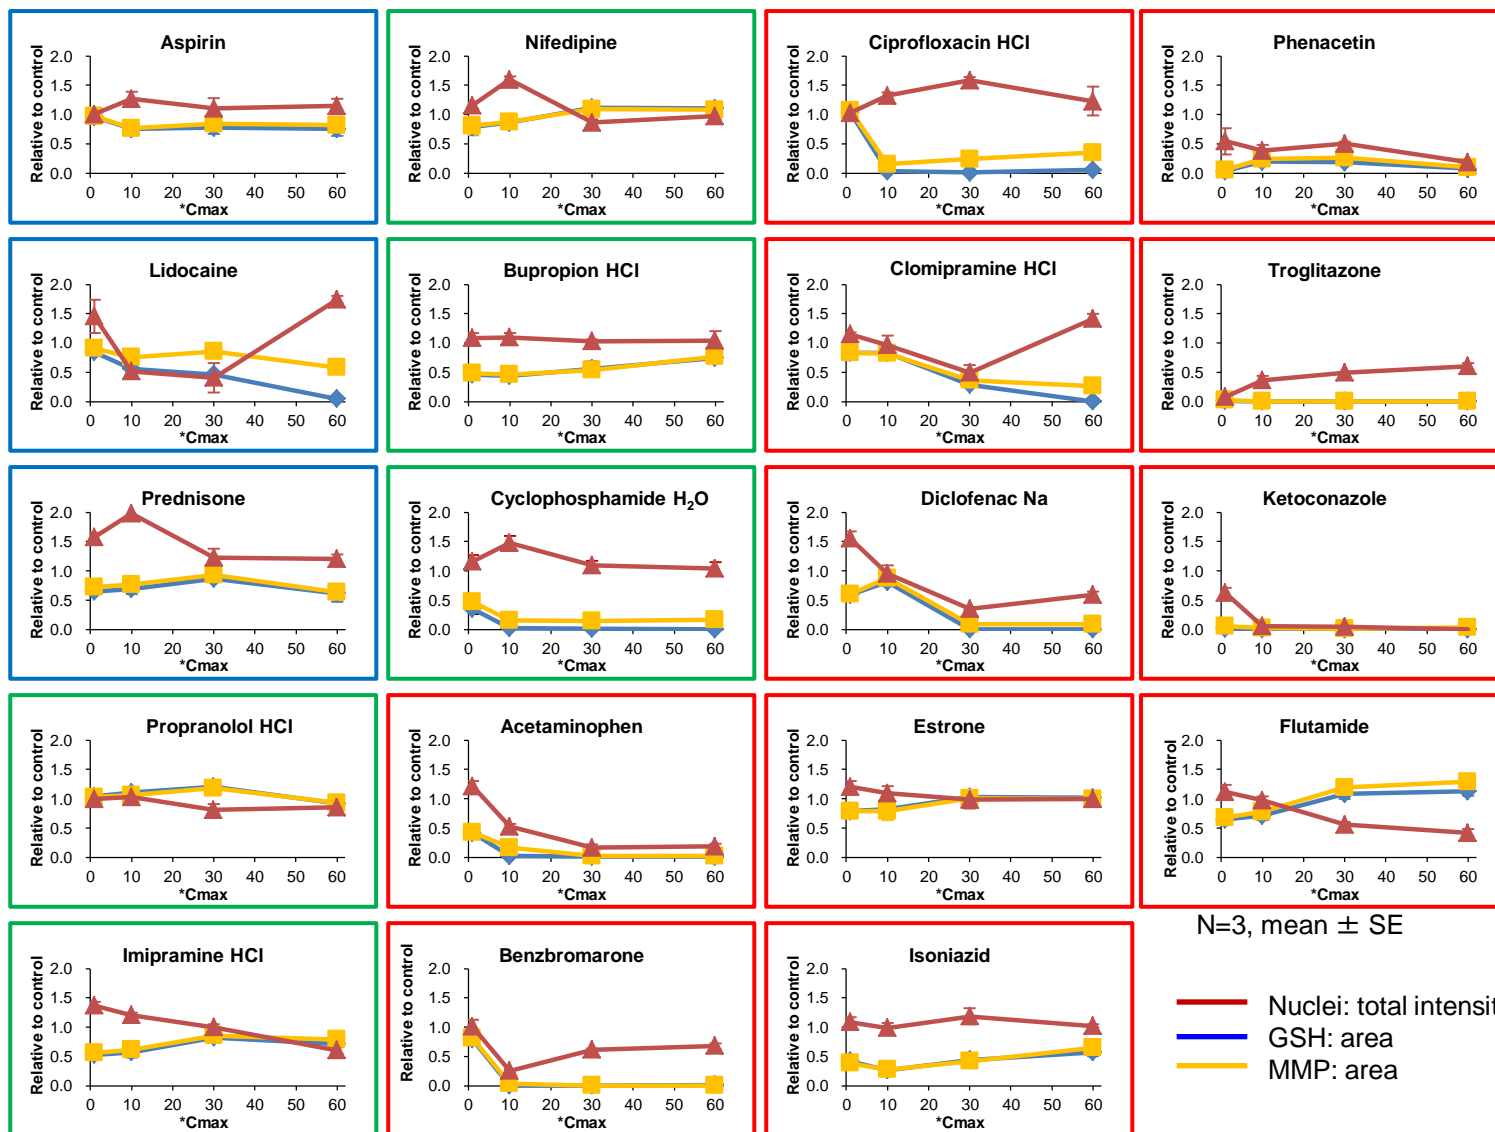 Aspirin
Relative to control
2.0
1.5
1.0
0.5
0.0
0 10 20 30 40 50 60
*Cmax
Nifedipine
Relative to control
2.0
1.5
1.0
0.5
0.0
0 10 20 30 40 50 60
*Cmax
Ciprofloxacin HCl
Relative to control
2.0
1.5
1.0
0.5
0.0
0 10 20 30 40 50 60
*Cmax
Phenacetin
Relative to control
2.0
1.5
1.0
0.5
0.0
0 10 20 30 40 50 60
*Cmax
Lidocaine
Relative to control
2.0
1.5
1.0
0.5
0.0
0 10 20 30 40 50 60
*Cmax
Bupropion HCl
Relative to control
2.0
1.5
1.0
0.5
0.0
0 10 20 30 40 50 60
*Cmax
Clomipramine HCl
Relative to control
2.0
1.5
1.0
0.5
0.0
0 10 20 30 40 50 60
*Cmax
Troglitazone
Relative to control
2.0
1.5
1.0
0.5
0.0
0 10 20 30 40 50 60
*Cmax
Prednisone
Relative to control
2.0
1.5
1.0
0.5
0.0
0 10 20 30 40 50 60
*Cmax
Cyclophosphamide H₂O
Relative to control
2.0
1.5
1.0
0.5
0.0
0 10 20 30 40 50 60
*Cmax
Diclofenac Na
Relative to control
2.0
1.5
1.0
0.5
0.0
0 10 20 30 40 50 60
*Cmax
Ketoconazole
Relative to control
2.0
1.5
1.0
0.5
0.0
0 10 20 30 40 50 60
*Cmax
Propranolol HCl
Relative to control
2.0
1.5
1.0
0.5
0.0
0 10 20 30 40 50 60
*Cmax
Acetaminophen
Relative to control
2.0
1.5
1.0
0.5
0.0
0 10 20 30 40 50 60
*Cmax
Estrone
Relative to control
2.0
1.5
1.0
0.5
0.0
0 10 20 30 40 50 60
*Cmax
Flutamide
Relative to control
2.0
1.5
1.0
0.5
0.0
0 10 20 30 40 50 60
*Cmax
Imipramine HCl
Relative to control
2.0
1.5
1.0
0.5
0.0
0 10 20 30 40 50 60
*Cmax
Benzbromarone
Relative to control
2.0
1.5
1.0
0.5
0.0
0 10 20 30 40 50 60
*Cmax
Isoniazid
Relative to control
2.0
1.5
1.0
0.5
0.0
0 10 20 30 40 50 60
*Cmax
N=3, mean ± SE
Nuclei: total intensit
GSH: area
MMP: area